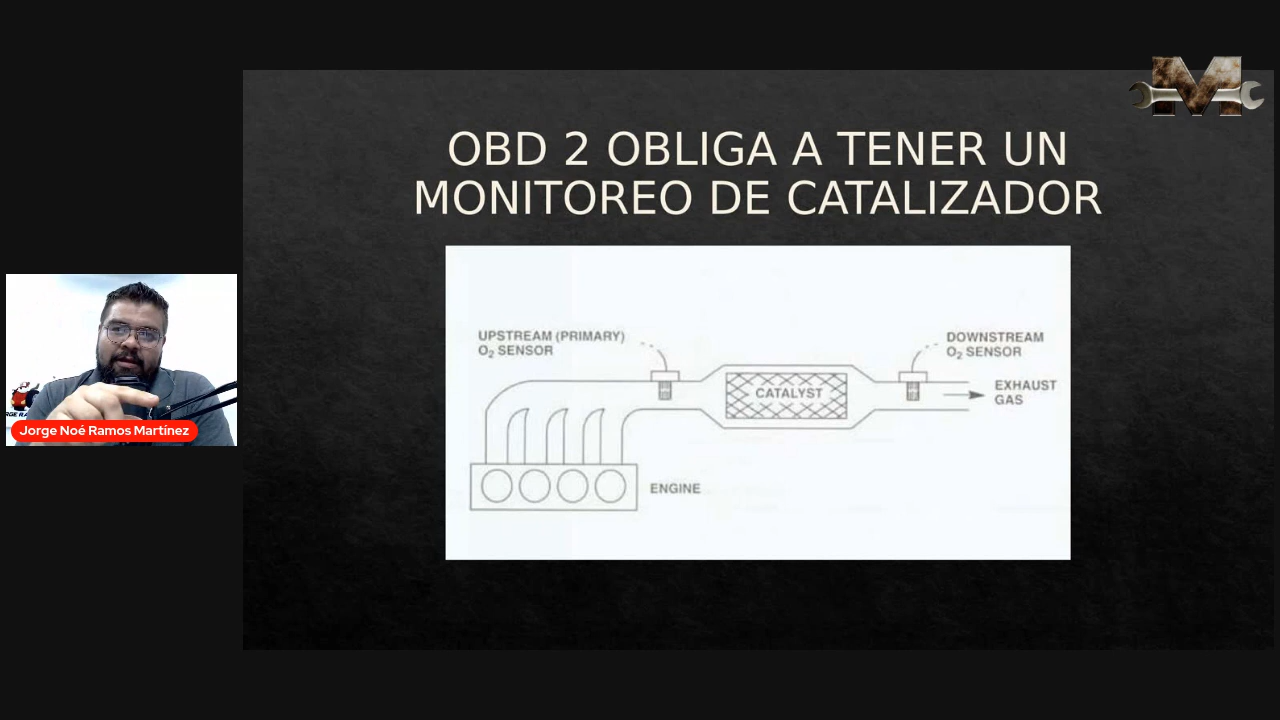 OBD 2 OBLIGA A TENER UN
MONITOREO DE CATALIZADOR
UPSTREAM (PRIMARY)
O₂ SENSOR
DOWNSTREAM
O₂ SENSOR
CATALYST
EXHAUST
GAS
ENGINE
Jorge Noé Ramos Martínez
M